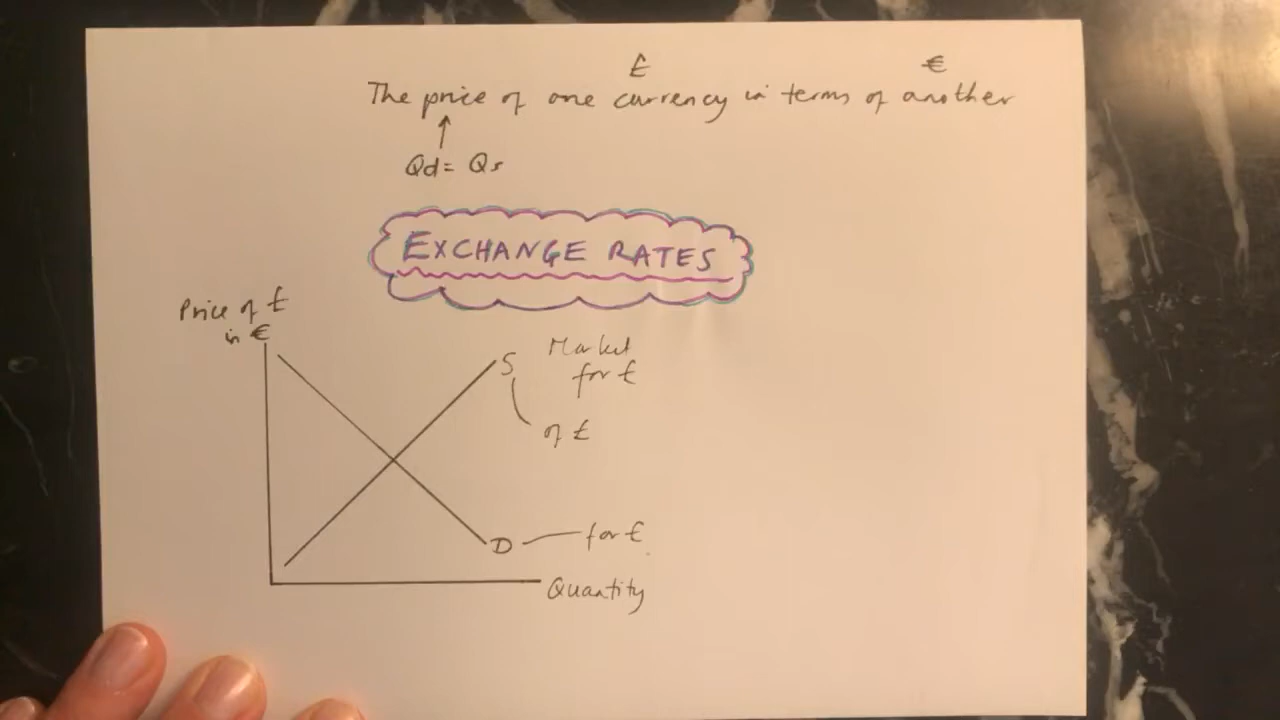 £ €
The price of one currency in terms of another
↑
Qd = Qs
EXCHANGE RATES
Price of £
in €
S
Market
for £
of £
D
for £
Quantity